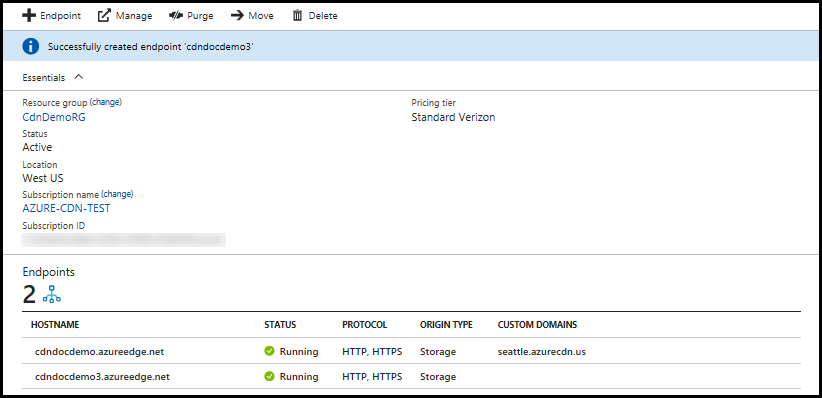 Endpoint Manage Purge Move Delete
Successfully created endpoint 'cdndocdemo3'
Essentials
Resource group (change) Pricing tier
CdnDemoRG Standard Verizon
Status
Active
Location
West US
Subscription name (change)
AZURE-CDN-TEST
Subscription ID
Endpoints
2
HOSTNAME STATUS PROTOCOL ORIGIN TYPE CUSTOM DOMAINS
cdndocdemo.azureedge.net Running HTTP, HTTPS Storage seattle.azurecdn.us
cdndocdemo3.azureedge.net Running HTTP, HTTPS Storage